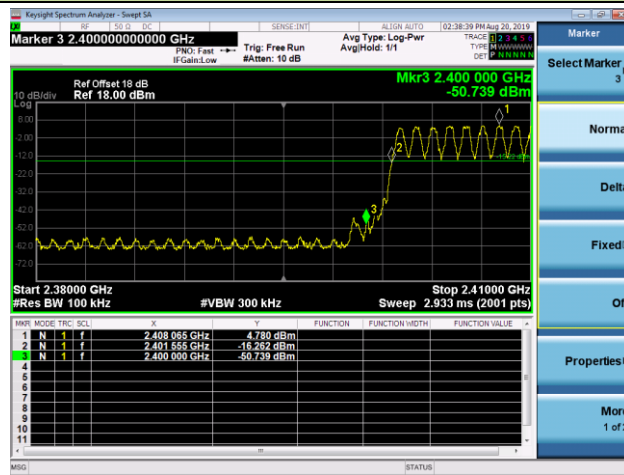 Keysight Spectrum Analyzer - Swept SA
RF 50 Ω DC SENSE:INT ALIGN AUTO 02:38:39 PM Aug 20, 2019
Marker 3 2.400000000000 GHz
PNO: Fast
IFGain:Low
Trig: Free Run
#Atten: 10 dB
Avg Type: Log-Pwr
Avg|Hold: 1/1
TRACE 1 2 3 4 5 6
TYPE M WWWWW
DET P N N N N N
Mkr3 2.400 000 GHz
-50.739 dBm
Ref Offset 18 dB
10 dB/div Ref 18.00 dBm
Log
8.00
-2.00
-12.0
-22.0
-32.0
-42.0
-52.0
-62.0
-72.0
1
2
3
Start 2.38000 GHz Stop 2.41000 GHz
#Res BW 100 kHz #VBW 300 kHz Sweep 2.933 ms (2001 pts)
MKR MODE TRC SCL X Y FUNCTION FUNCTION WIDTH FUNCTION VALUE
1 N 1 f 2.408 065 GHz 4.780 dBm
2 N 1 f 2.401 555 GHz -16.262 dBm
3 N 1 f 2.400 000 GHz -50.739 dBm
4
5
6
7
8
9
10
11
MSG STATUS
Marker
Select Marker
3
Norma
Delta
Fixed
Of
Properties
More
1 of